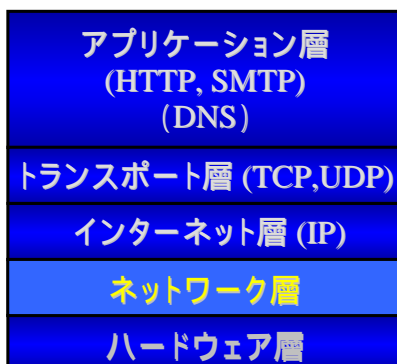 アプリケーション層
(HTTP, SMTP)
(DNS)
トランスポート層 (TCP,UDP)
インターネット層 (IP)
ネットワーク層
ハードウェア層